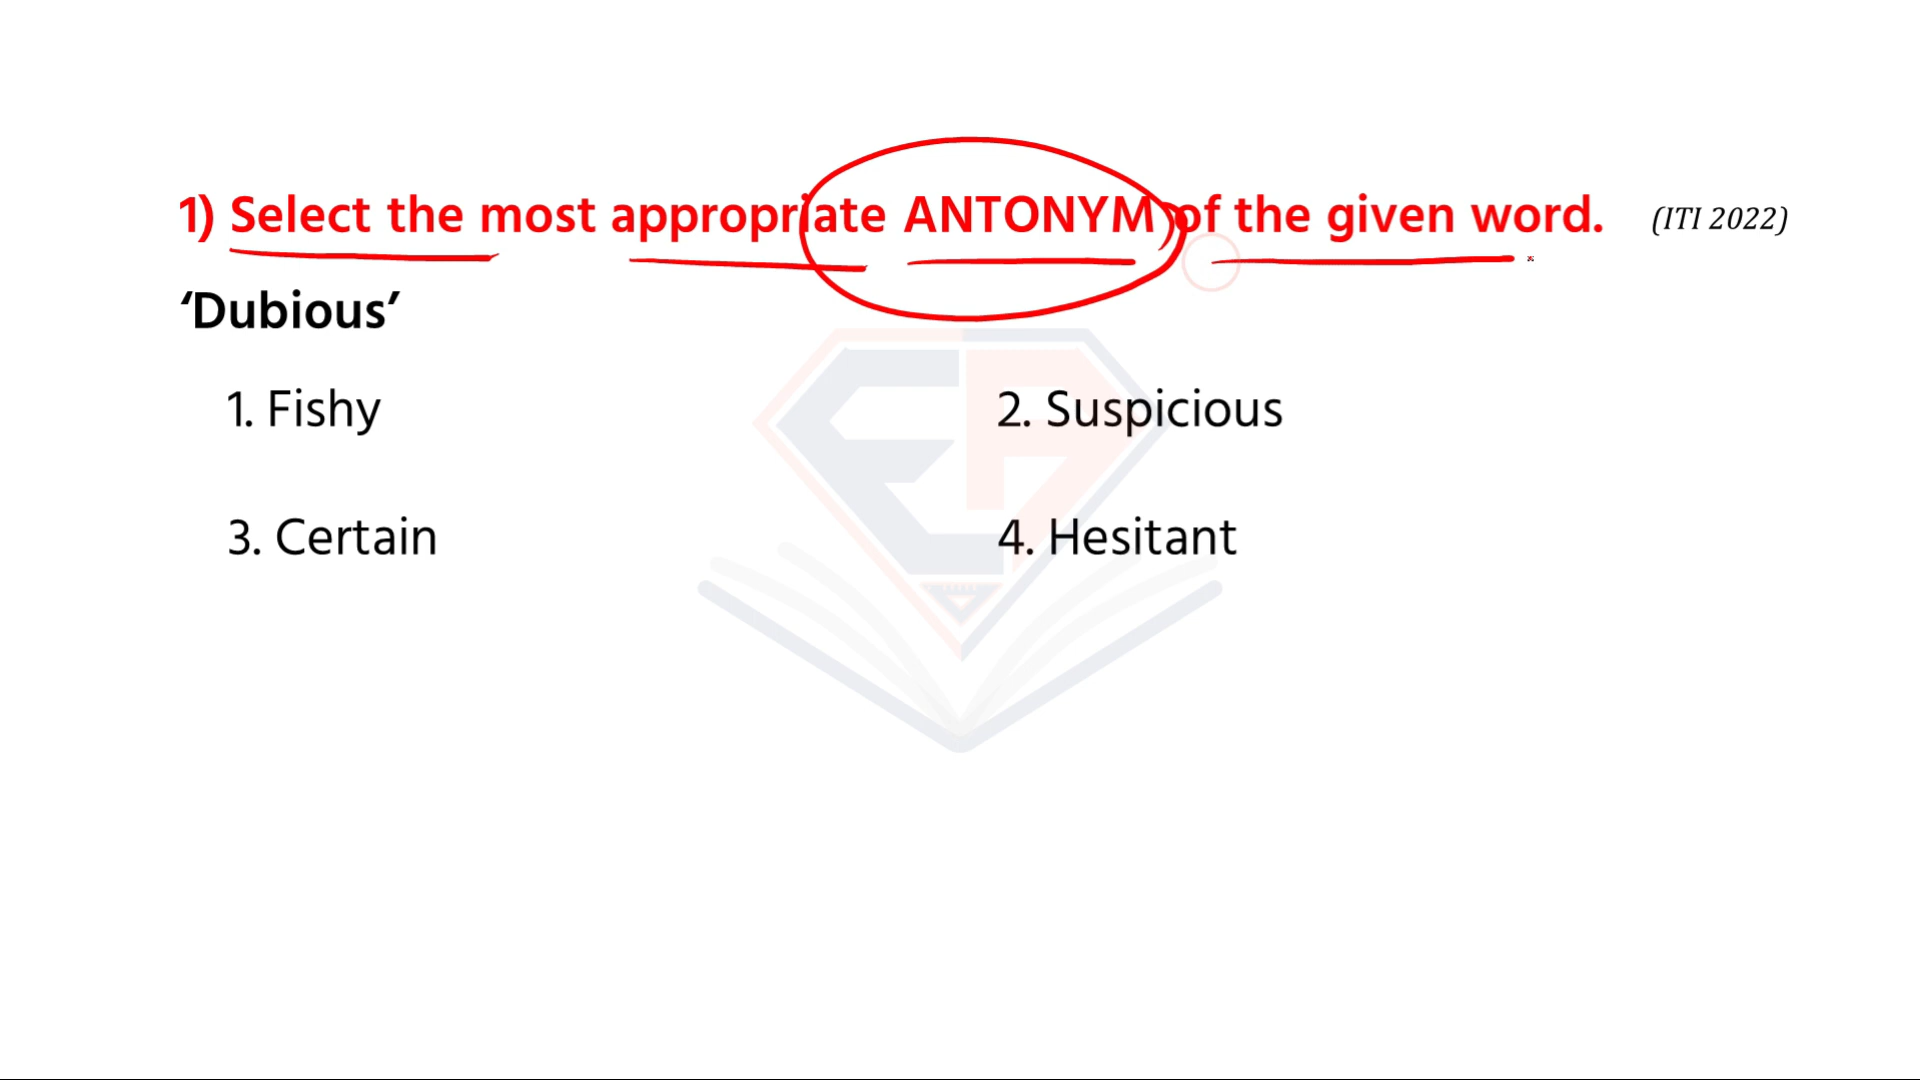 1) Select the most appropriate ANTONYM of the given word. (ITI 2022)
‘Dubious’
1. Fishy 2. Suspicious
3. Certain 4. Hesitant